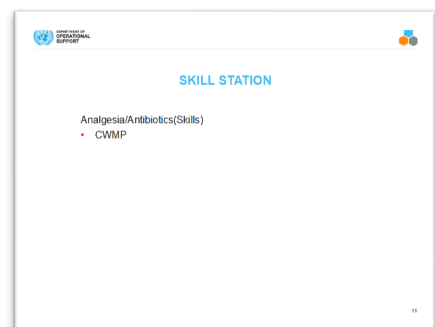 DEPARTMENT OF
OPERATIONAL
SUPPORT
SKILL STATION
Analgesia/Antibiotics(Skills)
• CWMP
11